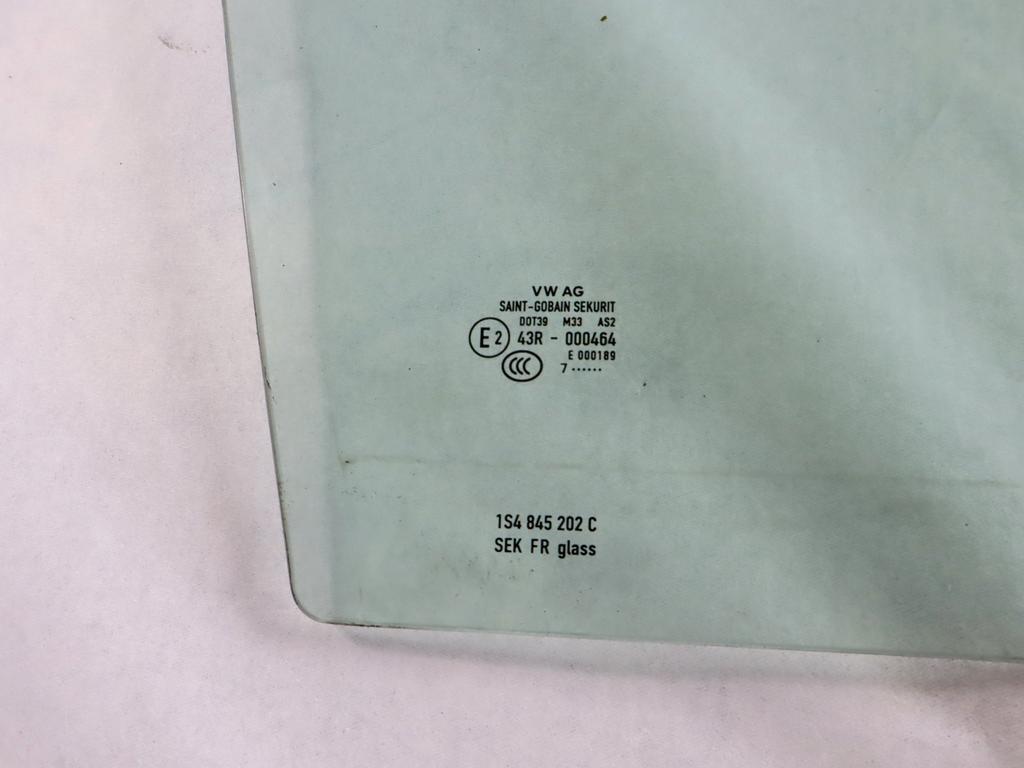 VW AG
SAINT-GOBAIN SEKURIT
DOT39 M33 AS2
E2 43R - 000464
E 000189
CCC 7 ······
1S4 845 202 C
SEK FR glass